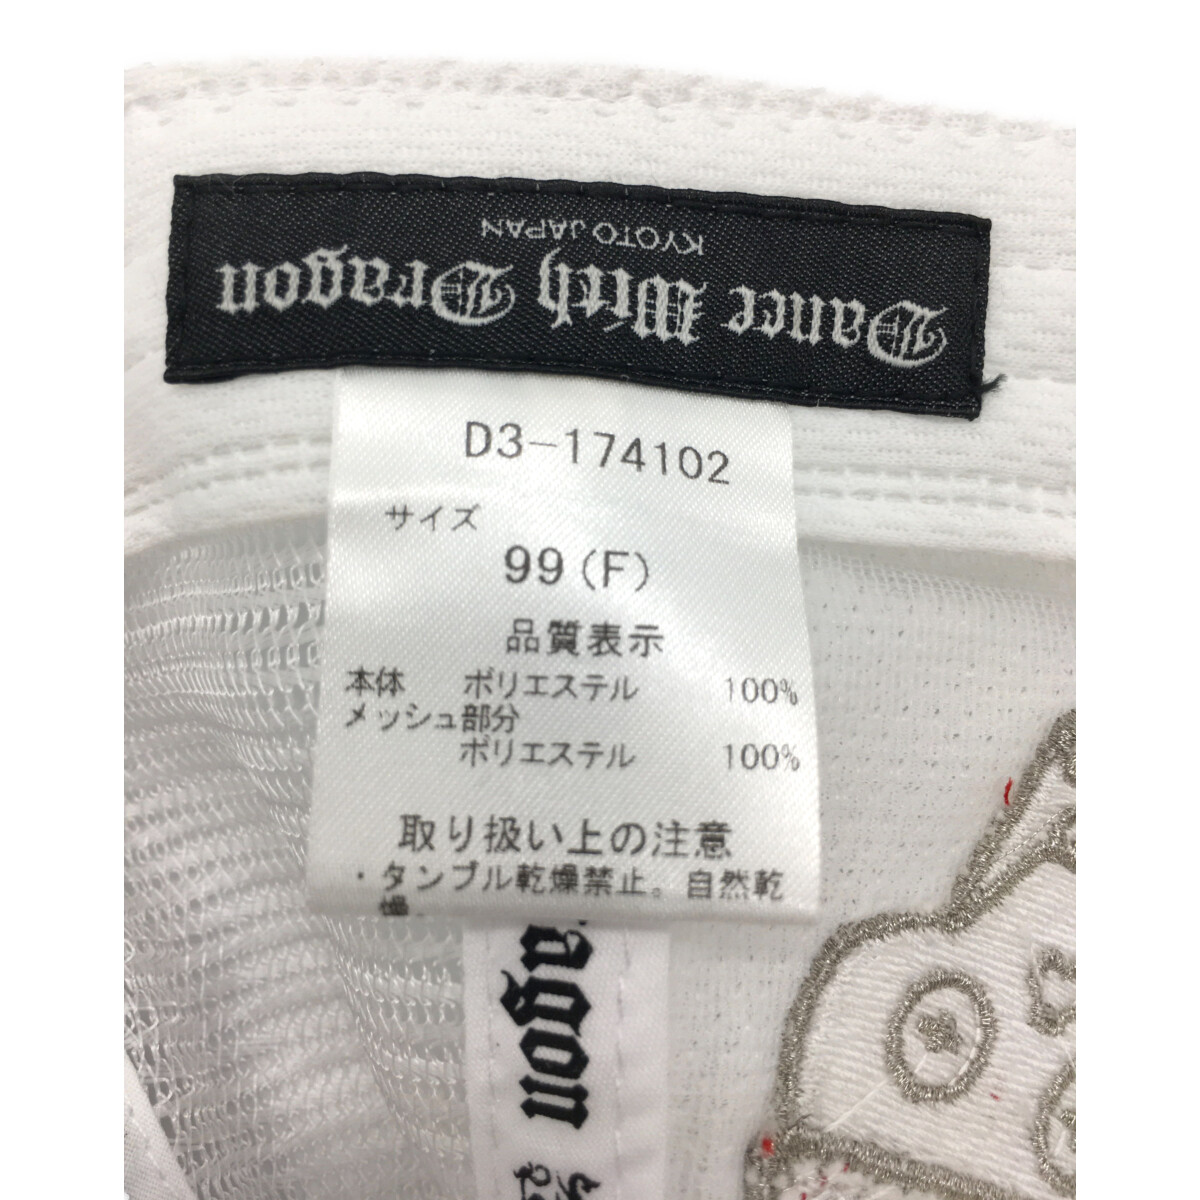 Dance With Dragon
KYOTO JAPAN
D3-174102
サイズ
99(F)
品質表示
本体 ポリエステル 100%
メッシュ部分
ポリエステル 100%
取り扱い上の注意
・タンブル乾燥禁止。自然乾
燥。
agon